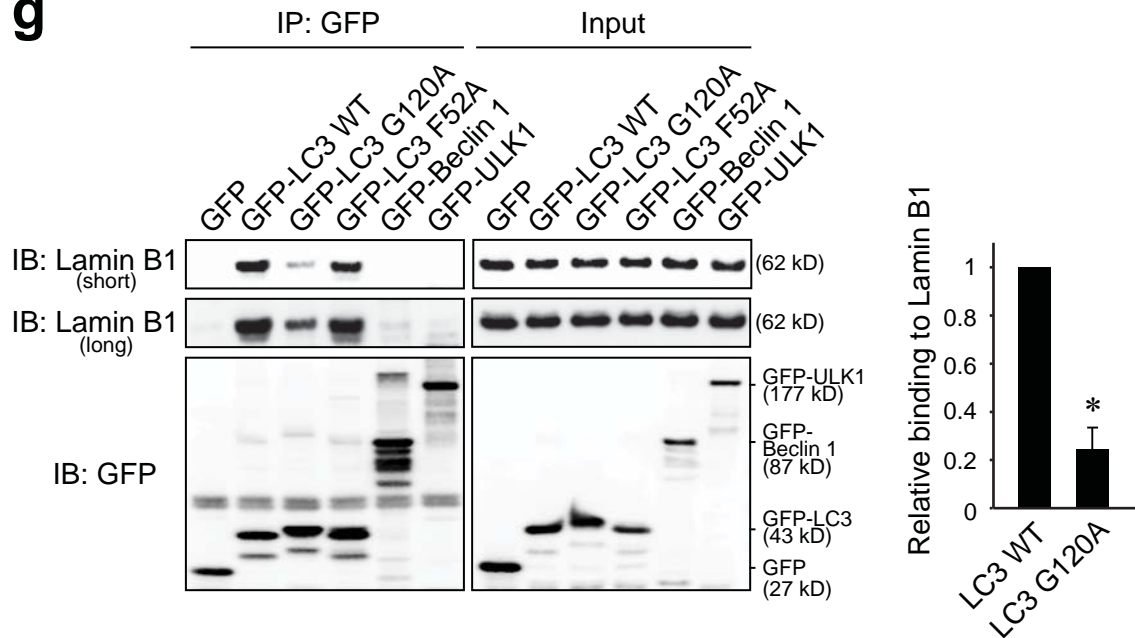 g
IP: GFP
Input
GFP
GFP-LC3 WT
GFP-LC3 G120A
GFP-LC3 F52A
GFP-Beclin 1
GFP-ULK1
GFP
GFP-LC3 WT
GFP-LC3 G120A
GFP-LC3 F52A
GFP-Beclin 1
GFP-ULK1
IB: Lamin B1
(short)
(62 kD)
IB: Lamin B1
(long)
(62 kD)
IB: GFP
GFP-ULK1
(177 kD)
GFP-
Beclin 1
(87 kD)
GFP-LC3
(43 kD)
GFP
(27 kD)
Relative binding to Lamin B1
1
0.8
0.6
0.4
0.2
0
*
LC3 WT
LC3 G120A